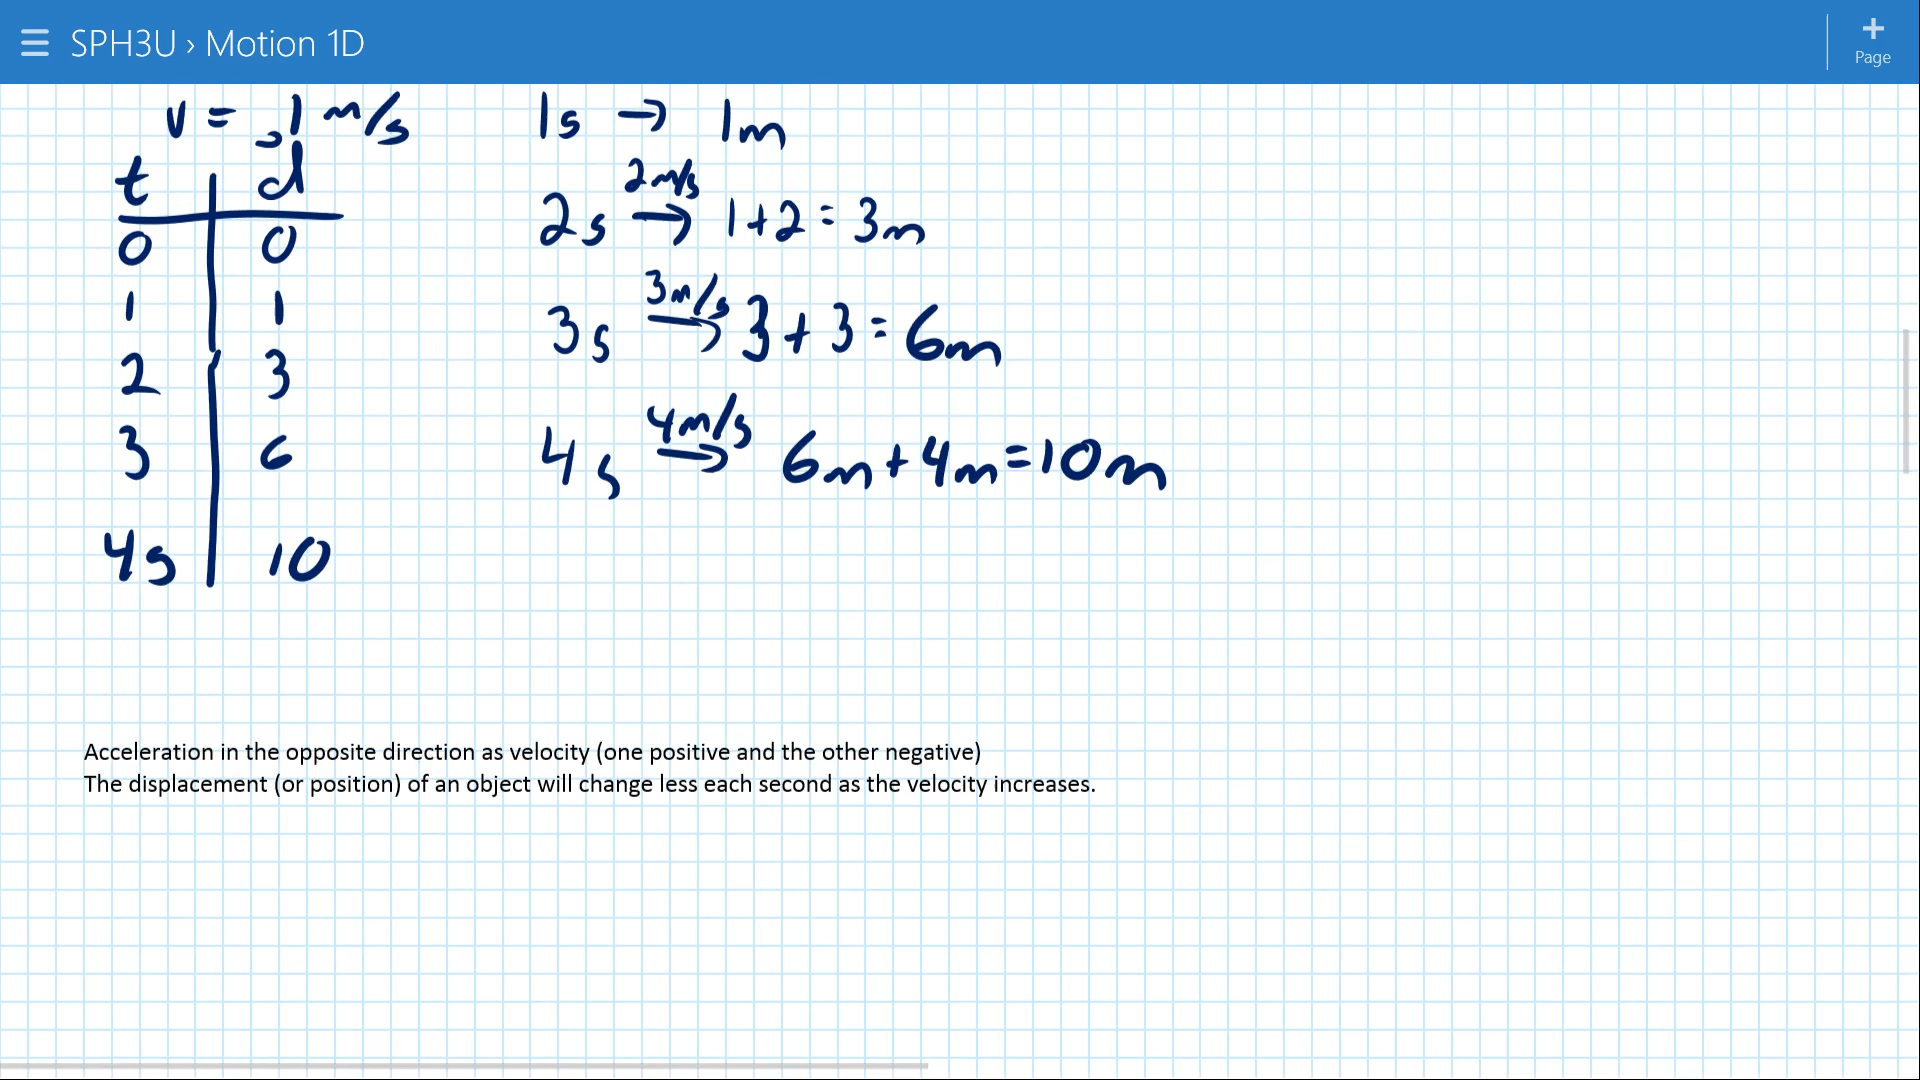 SPH3U › Motion 1D
+
Page
v = 1 m/s
1s → 1m
t d
2m/s
2s → 1+2=3m
0 0
3m/s
1 1
3s → 3+3=6m
2 3
4m/s
3 6
4s → 6m+4m=10m
4s 10
Acceleration in the opposite direction as velocity (one positive and the other negative)
The displacement (or position) of an object will change less each second as the velocity increases.